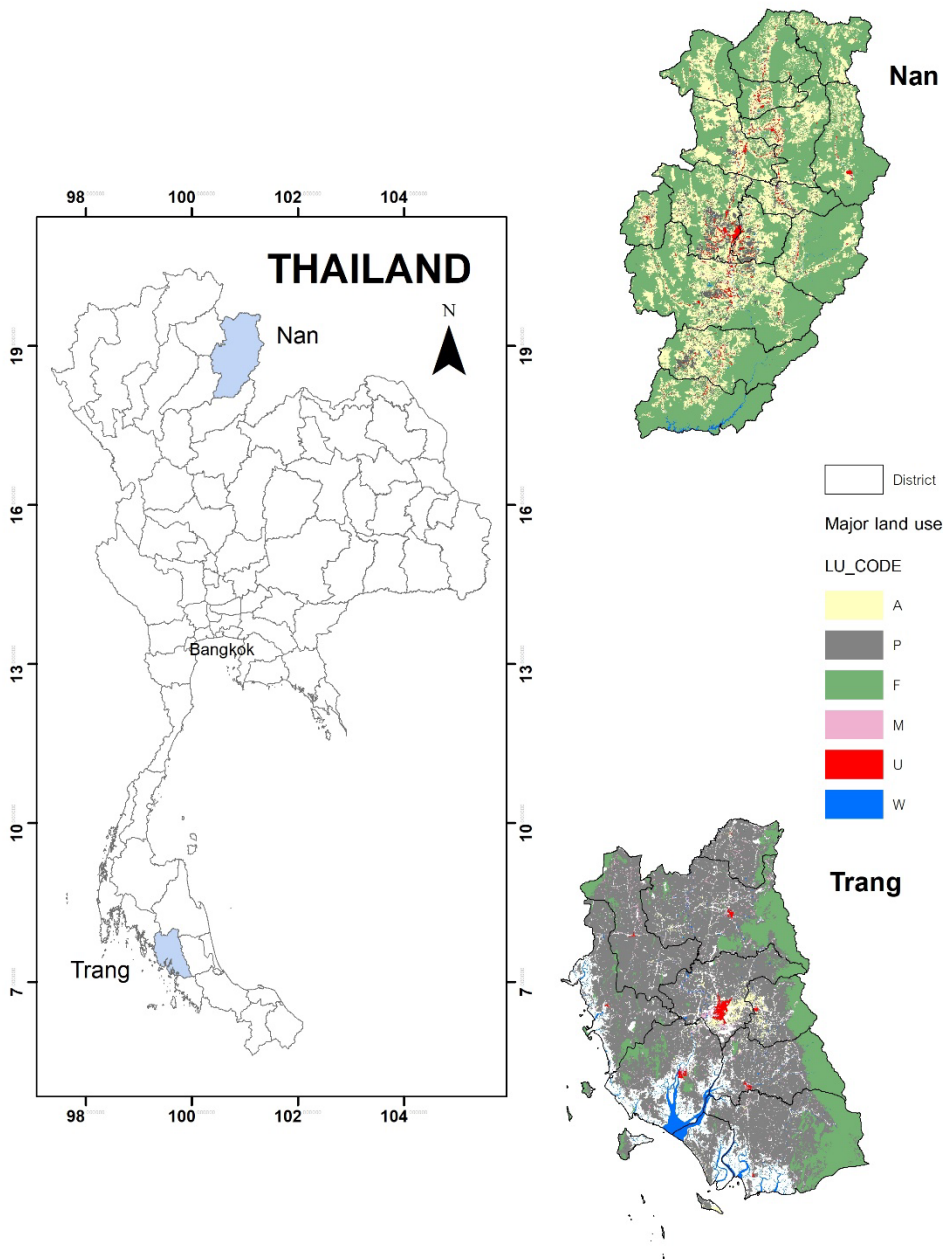 Nan
98
100
102
104
THAILAND
N
Nan
19
19
16
16
Bangkok
13
13
10
10
Trang
7
7
98
100
102
104
District
Major land use
LU_CODE
A
P
F
M
U
W
Trang